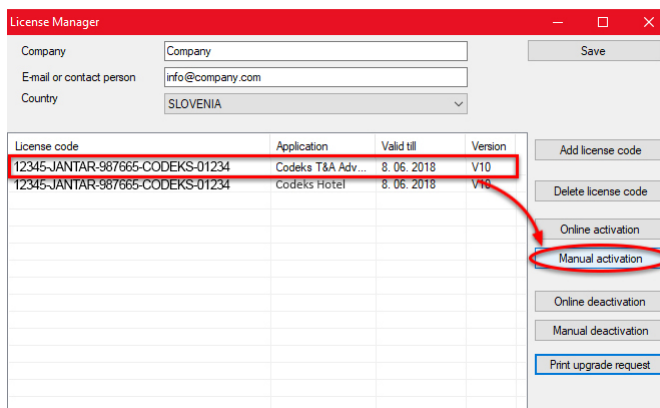 License Manager
Company Company Save
E-mail or contact person info@company.com
Country SLOVENIA
License code Application Valid till Version
Add license code
12345-JANTAR-987665-CODEKS-01234 Codeks T&A Adv... 8. 06. 2018 V10
12345-JANTAR-987665-CODEKS-01234 Codeks Hotel 8. 06. 2018 V10
Delete license code
Online activation
Manual activation
Online deactivation
Manual deactivation
Print upgrade request